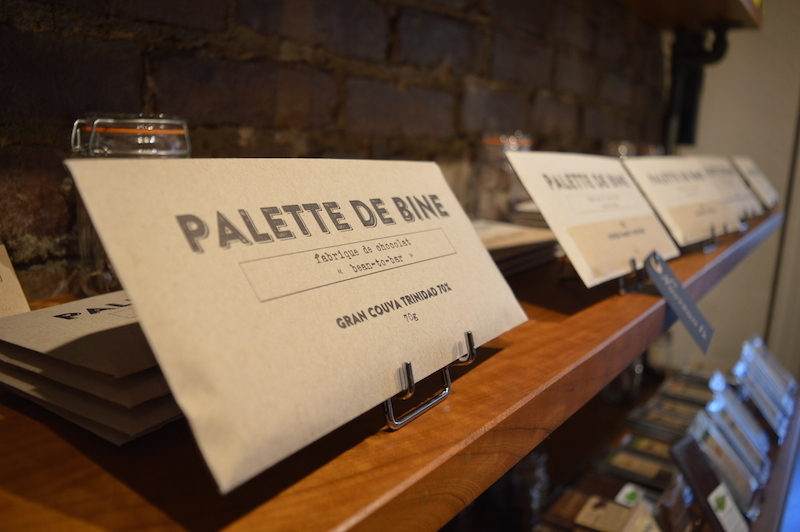 PALETTE DE BINE
fabrique de chocolat
« bean-to-bar »
GRAN COUVA TRINIDAD 70%
70g
PAL
PALETTE DE BINE
PALETTE DE BINE